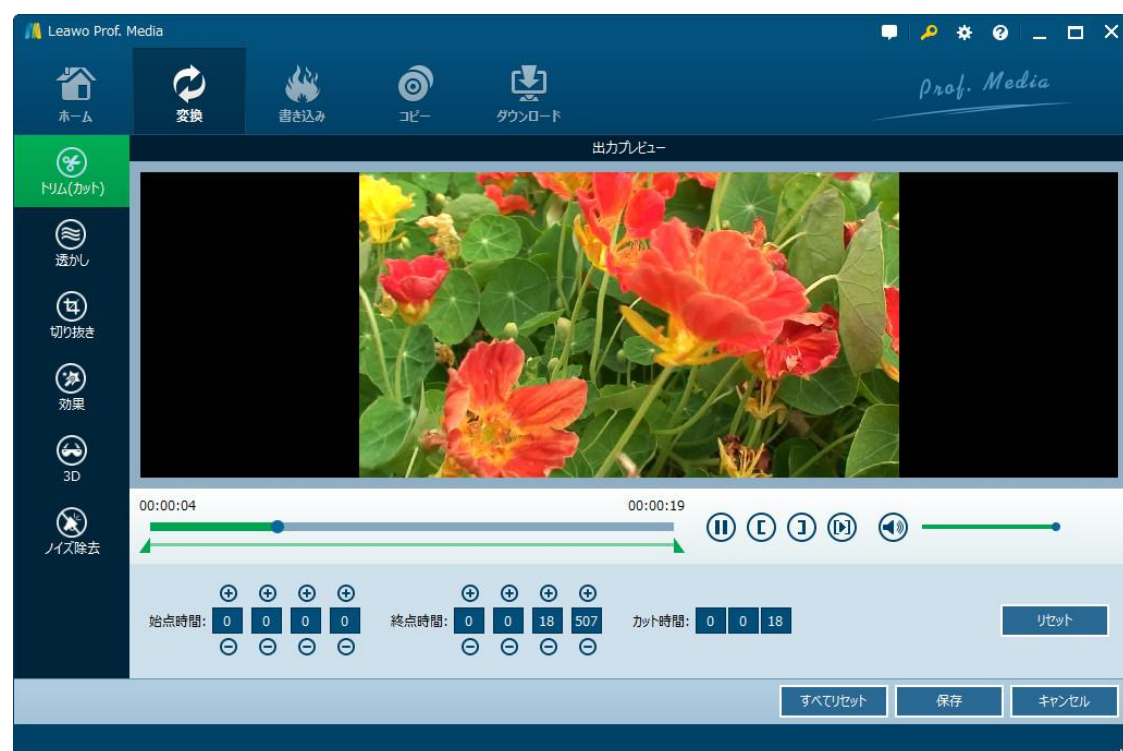 Leawo Prof. Media
ホーム
変換
書き込み
コピー
ダウンロード
Prof. Media
出力プレビュー
トリム(カット)
透かし
切り抜き
効果
3D
ノイズ除去
00:00:04
00:00:19
始点時間: 0 0 0 0 終点時間: 0 0 18 507 カット時間: 0 0 18 リセット
すべてリセット 保存 キャンセル